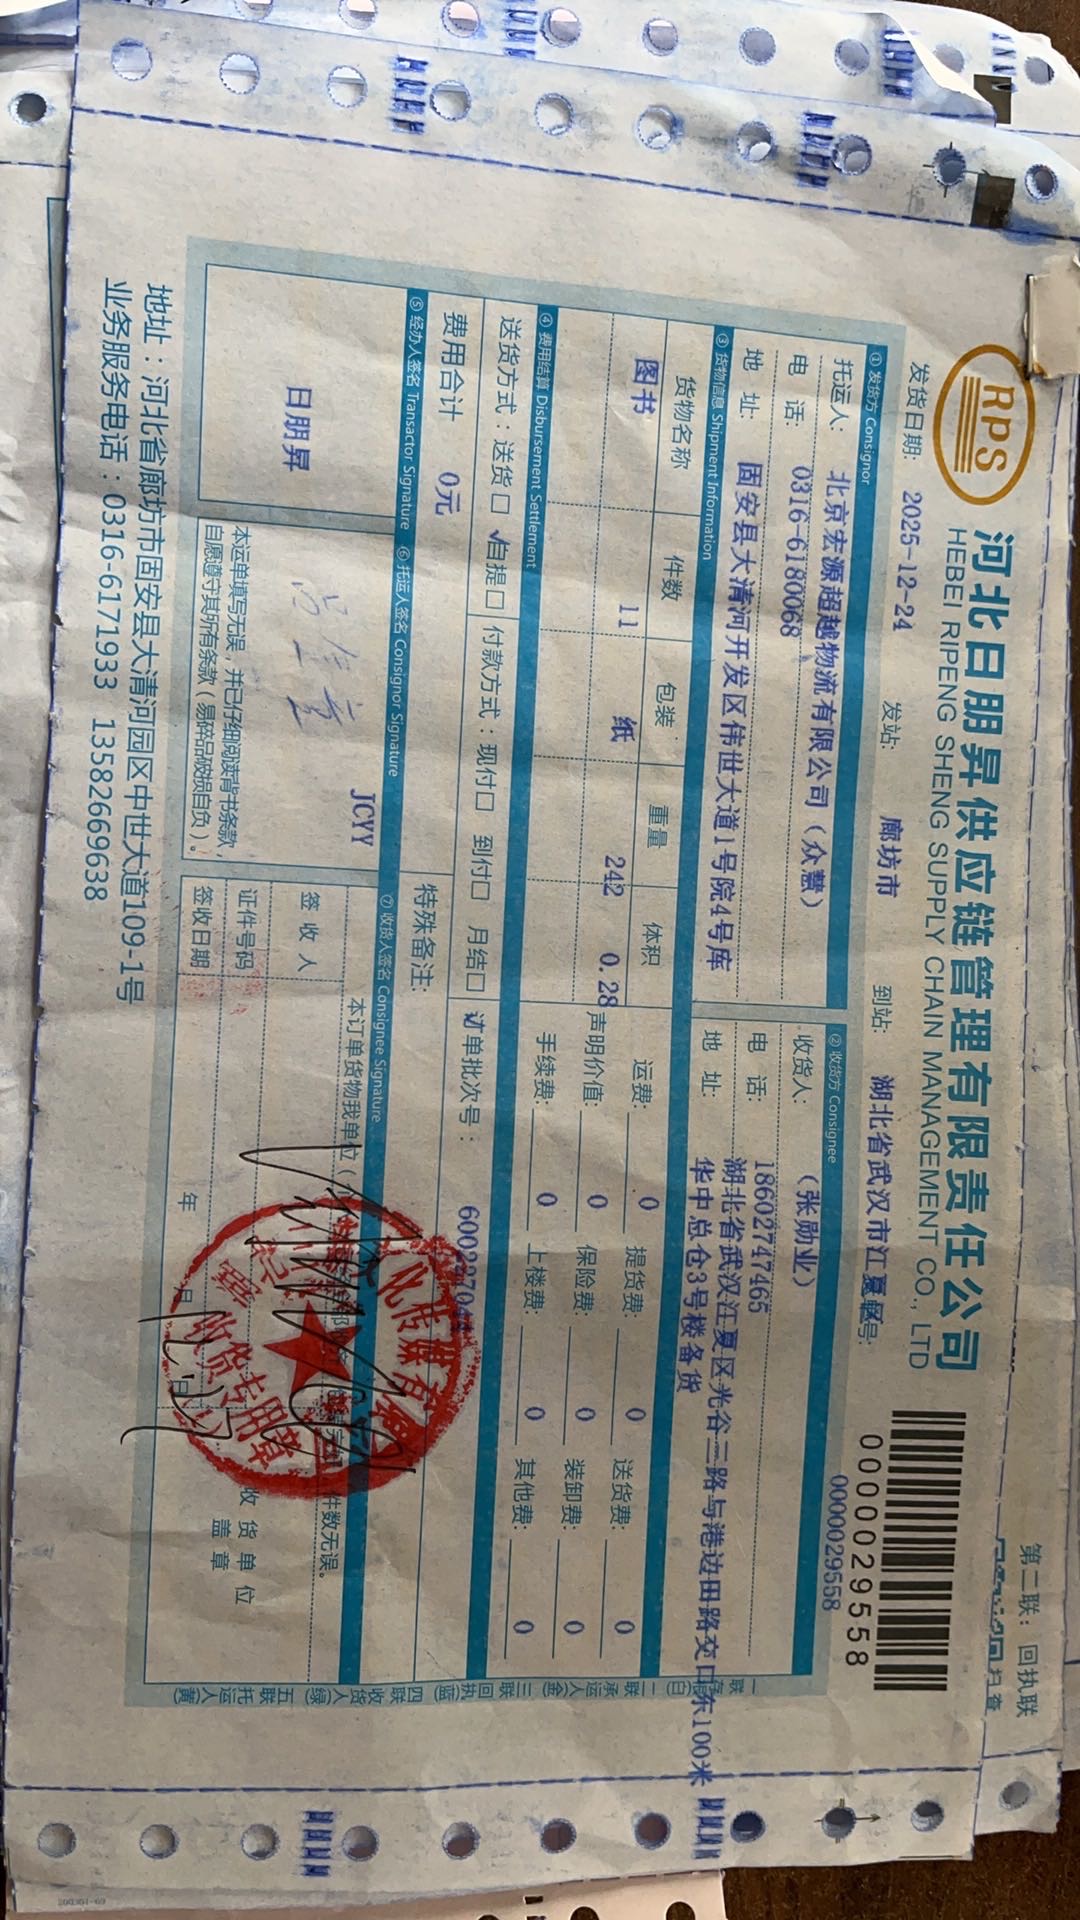 第二联：回执联
RPS
河北日朋昇供应链管理有限责任公司
HEBEI RIPENG SHENG SUPPLY CHAIN MANAGEMENT CO., LTD
0000029558
0000029558
发货日期: 2025-12-24 发站: 廊坊市 到站: 湖北省武汉市江夏区 号:
① 发货方 Consignor
托运人: 北京宏源超越物流有限公司（众慧）
电 话: 0316-6180068
地 址: 固安县大清河开发区伟世大道1号院4号库
② 收货方 Consignee
收货人: （张勋业）
电 话: 18602747465
地 址: 湖北省武汉江夏区光谷三路与港边田路交口东100米
华中总仓3号楼备货
③ 货物信息 Shipment Information
货物名称 件数 包装 重量 体积
图书 11 纸 242 0.28
运费: 0 提货费: 0 送货费: 0
声明价值: 0 保险费: 0 装卸费: 0
手续费: 0 上楼费: 0 其他费: 0
④ 费用结算 Disbursement Settlement
送货方式：送货□ √自提□ 付款方式：现付□ 到付□ 月结□
订单批次号：
费用合计 0元
特殊备注：
⑤ 经办人签名 Transactor Signature
⑥ 托运人签名 Consignor Signature
⑦ 收货人签名 Consignee Signature
日朋昇
JCYY
本运单填写无误，并已仔细阅读背书条款，
自愿遵守其所有条款（易碎品破损自负）。
本订单货物我单位（
件数无误。
签 收 人
证件号码
签收日期
年 月 日
收货单位
盖 章
收货专用章
地址：河北省廊坊市固安县大清河园区中世大道109-1号
业务服务电话：0316-6171933 13582669638